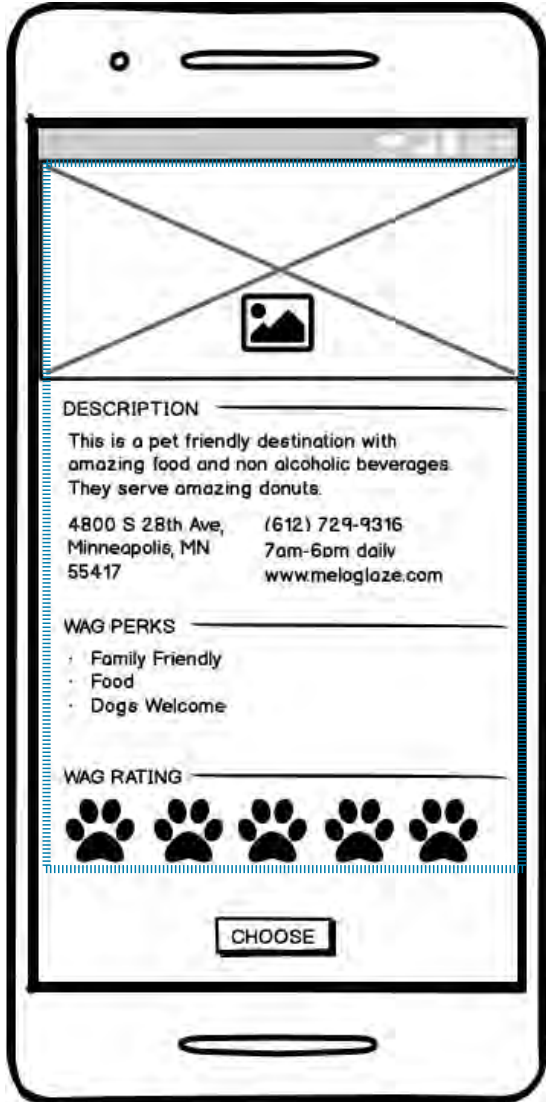 DESCRIPTION
This is a pet friendly destination with
amazing food and non alcoholic beverages.
They serve amazing donuts.
4800 S 28th Ave,
Minneapolis, MN
55417
(612) 729-9316
7am-6pm daily
www.meloglaze.com
WAG PERKS
· Family Friendly
· Food
· Dogs Welcome
WAG RATING
CHOOSE